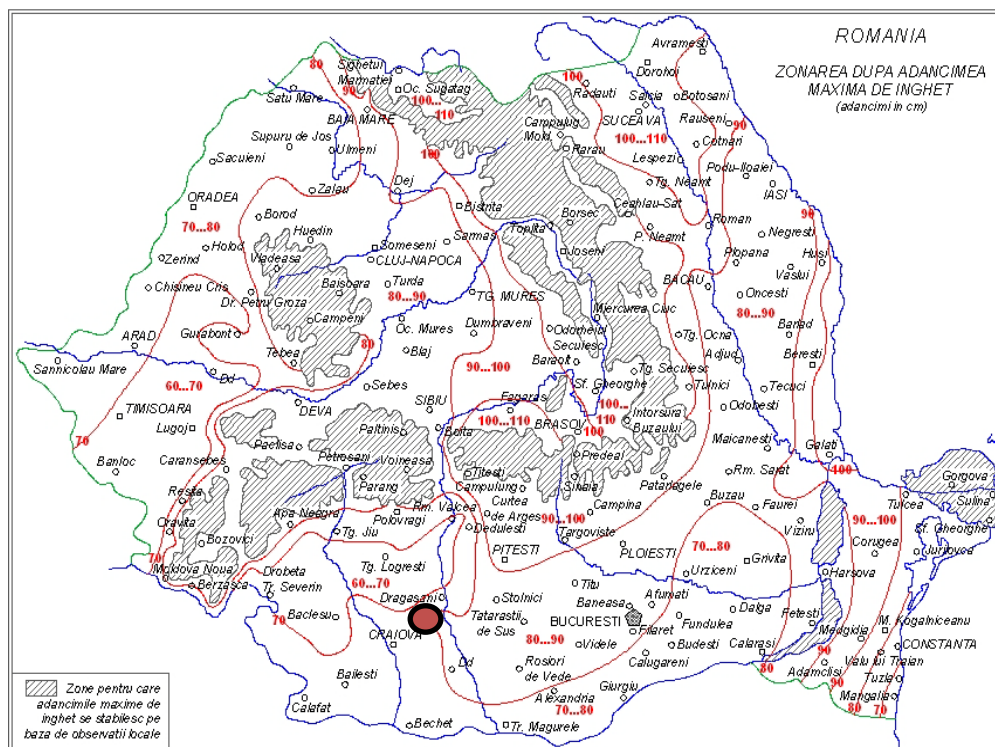 ROMANIA
ZONAREA DUPA ADANCIMEA
MAXIMA DE INGHET
(adancimi in cm)
Avramesti
Dorohoi
80
Sighetul
Marmatiei
Oc. Sugatag
90
100...
110
100
Radauti
Satu Mare
BAIA MARE
Salcia
Botosani
SUCEAVA
Rauseni
90
Supuru de Jos
Ulmeni
Campulug
Mold.
100...110
Cotnari
Sacuieni
100
Rarau
Lespezi
Podu-Iloaiei
Zalau
Dej
Tg. Neamt
IASI
ORADEA
Bistrita
Ceahlau-Sat
90
Borod
Borsec
Roman
70...80
Huedin
Toplita
P. Neamt
Negresti
Holod
Someseni
Sarmas
Joseni
Plopana
Husi
Zerind
Vladeasa
CLUJ-NAPOCA
Vaslui
Chisineu Cris
Baisoara
Turda
BACAU
Oncesti
Dr. Petru Groza
80...90
TG. MURES
80...90
Campeni
Miercurea Ciuc
Gurabont
Oc. Mures
Dumbraveni
Odorheiul
Secuiesc
Tg. Ocna
Barlad
ARAD
80
Blaj
Adjud
Tebea
Baraolt
Beresti
Sannicolau Mare
Dd
90...100
Tg. Secuiesc
60...70
Sebes
Sf. Gheorghe
Tulnici
Tecuci
TIMISOARA
DEVA
SIBIU
Fagaras
100...
110
Odobesti
Lugoj
Paltinis
Boita
100...110
BRASOV
Intorsura
Buzaului
70
Paclisa
100
Maicanesti
Galati
Banloc
Caransebes
Petrosani
Voineasa
Predeal
100
Titesti
Rm. Sarat
Gorgova
Resita
Parang
Campulung
Sinaia
Patarlagele
Sulina
Rm. Valcea
Curtea
de Arges
Buzau
Tulcea
Oravita
Apa Neagra
Polovragi
90...100
Campina
Faurei
90...100
Dedulesti
Viziru
Sf. Gheorghe
Bozovici
Tg. Jiu
Targoviste
PITESTI
PLOIESTI
70...80
Corugea
Jurilovca
70
Tg. Logresti
Grivita
Moldova Noua
Drobeta
Tr. Severin
Urziceni
Harsova
Berzasca
60...70
Titu
Dragasani
Stolnici
Baneasa
Afumati
Baclesu
Tatarastii
de Sus
BUCURESTI
Dalga
Fetesti
70
Fundulea
M. Kogalniceanu
CRAIOVA
80...90
Filaret
Medgidia
Videle
Budesti
Calarasi
CONSTANTA
Calugareni
90
Valu lui Traian
Dd
Rosiori
de Vede
80
Adamclisi
Bailesti
90
Tuzla
Calafat
Alexandria
Giurgiu
Mangalia
70...80
80
70
Bechet
Tr. Magurele
Zone pentru care
adancimile maxime de
inghet se stabilesc pe
baza de observatii locale